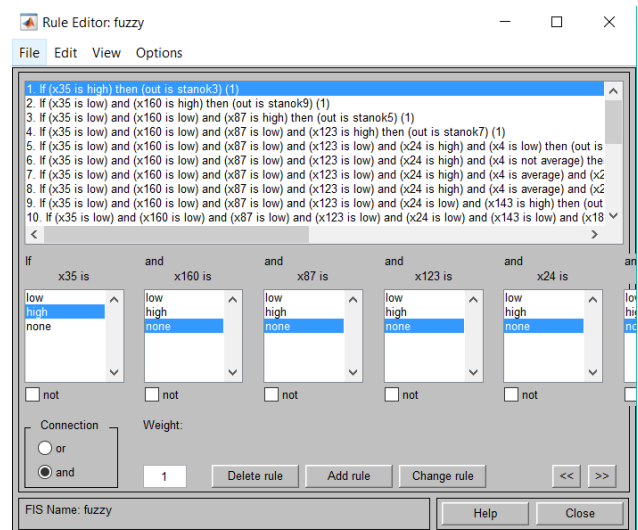 Rule Editor: fuzzy
File Edit View Options
1. If (x35 is high) then (out is stanok3) (1)
2. If (x35 is low) and (x160 is high) then (out is stanok9) (1)
3. If (x35 is low) and (x160 is low) and (x87 is high) then (out is stanok5) (1)
4. If (x35 is low) and (x160 is low) and (x87 is low) and (x123 is high) then (out is stanok7) (1)
5. If (x35 is low) and (x160 is low) and (x87 is low) and (x123 is low) and (x24 is high) and (x4 is low) then (out is
6. If (x35 is low) and (x160 is low) and (x87 is low) and (x123 is low) and (x24 is high) and (x4 is not average) the
7. If (x35 is low) and (x160 is low) and (x87 is low) and (x123 is low) and (x24 is high) and (x4 is average) and (x2
8. If (x35 is low) and (x160 is low) and (x87 is low) and (x123 is low) and (x24 is high) and (x4 is average) and (x2
9. If (x35 is low) and (x160 is low) and (x87 is low) and (x123 is low) and (x24 is low) and (x143 is high) then (out
10. If (x35 is low) and (x160 is low) and (x87 is low) and (x123 is low) and (x24 is low) and (x143 is low) and (x18
If and and and and an
x35 is x160 is x87 is x123 is x24 is
low low low low low lo
high high high high high hi
none none none none none no
not not not not not
Connection Weight:
or
and 1 Delete rule Add rule Change rule << >>
FIS Name: fuzzy Help Close